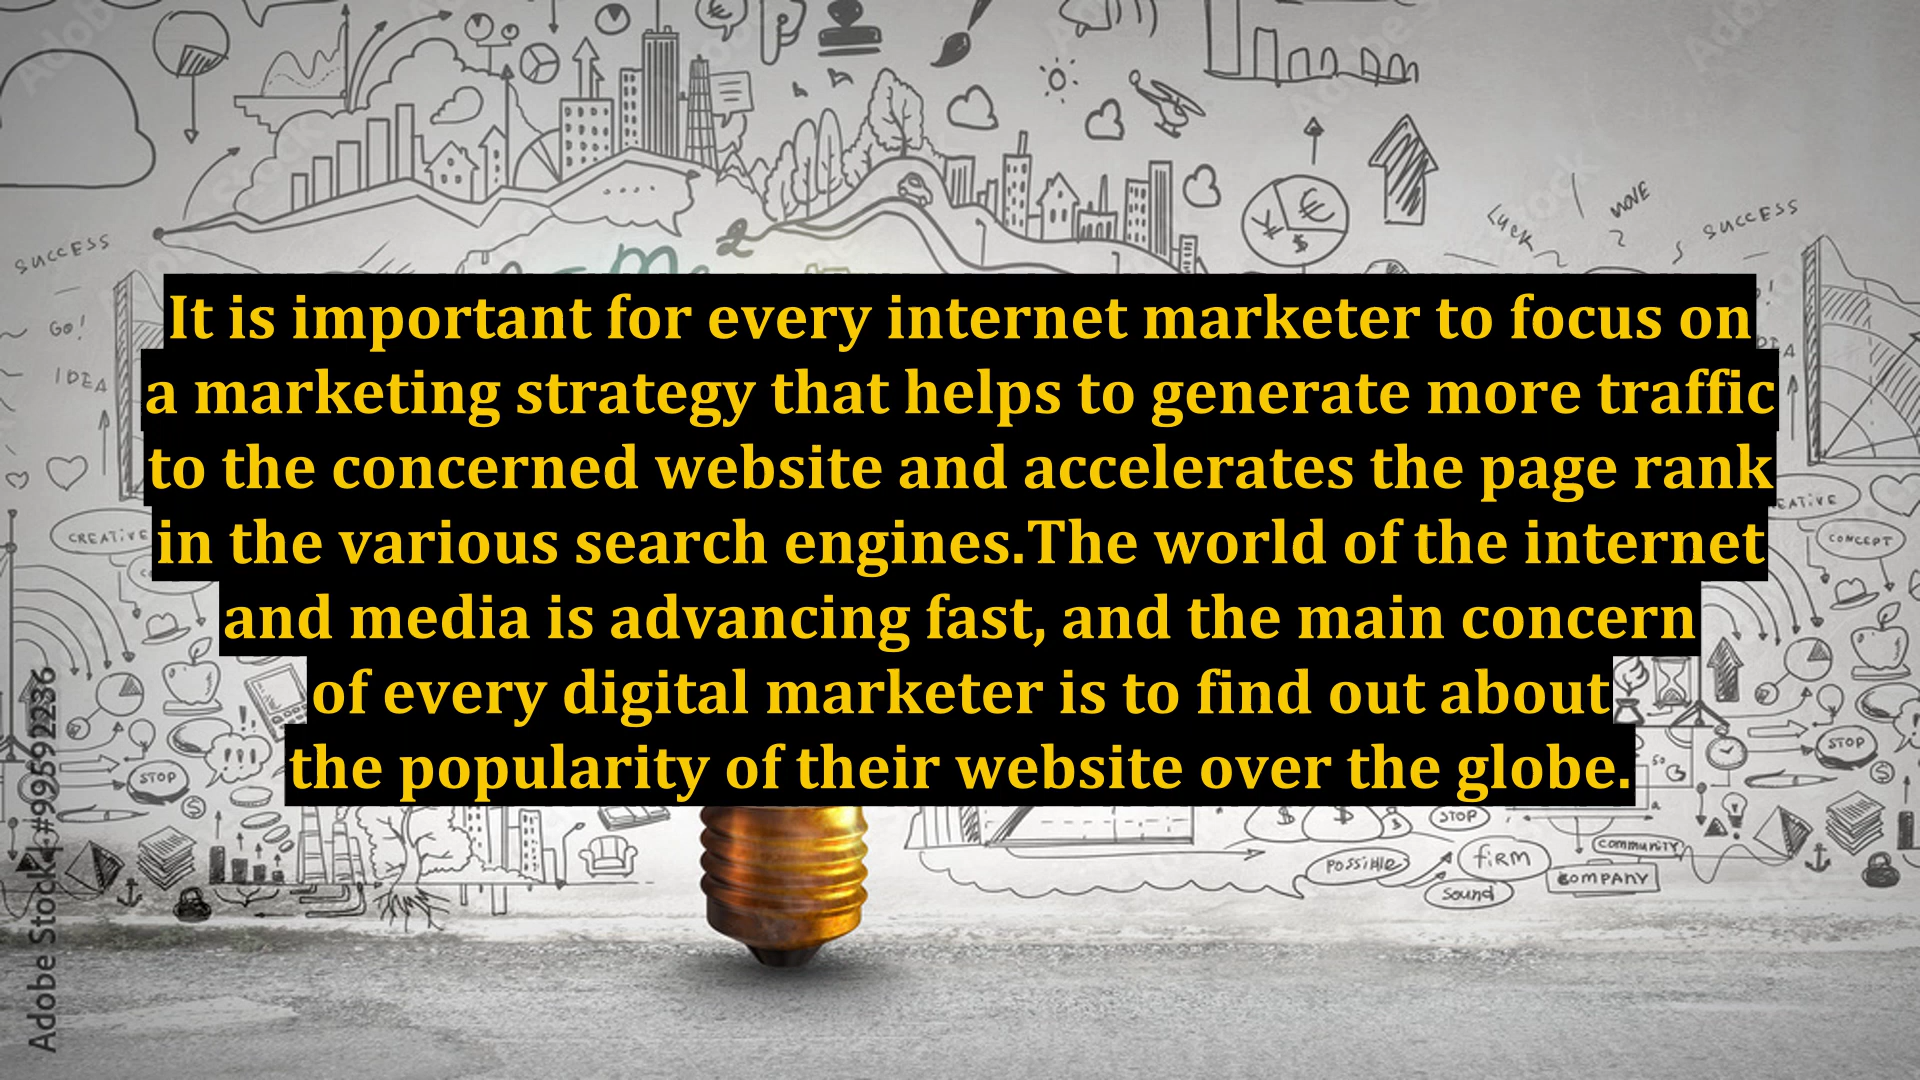 It is important for every internet marketer to focus on
a marketing strategy that helps to generate more traffic
to the concerned website and accelerates the page rank
in the various search engines.The world of the internet
and media is advancing fast, and the main concern
of every digital marketer is to find out about
the popularity of their website over the globe.
SUCCESS
GO!
IDEA
CREATIVE
STOP
Luck
MOVE
SUCCESS
CONCEPT
STOP
STOP
POSSIBLE
FIRM
Sound
community
COMPANY
Adobe Stock | #99592236